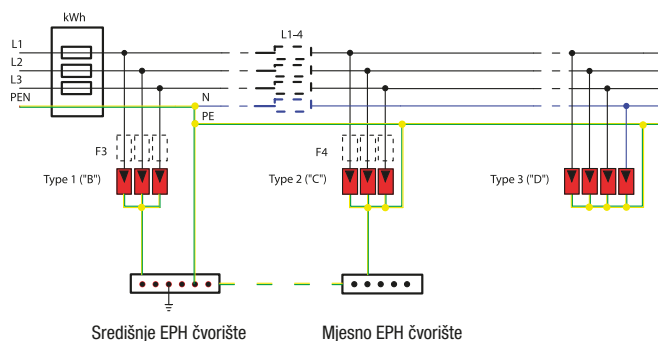 kWh
L1-4
L1
L2
L3
PEN
N
PE
F3
F4
Type 1 ("B")
Type 2 ("C")
Type 3 ("D")
Središnje EPH čvorište
Mjesno EPH čvorište